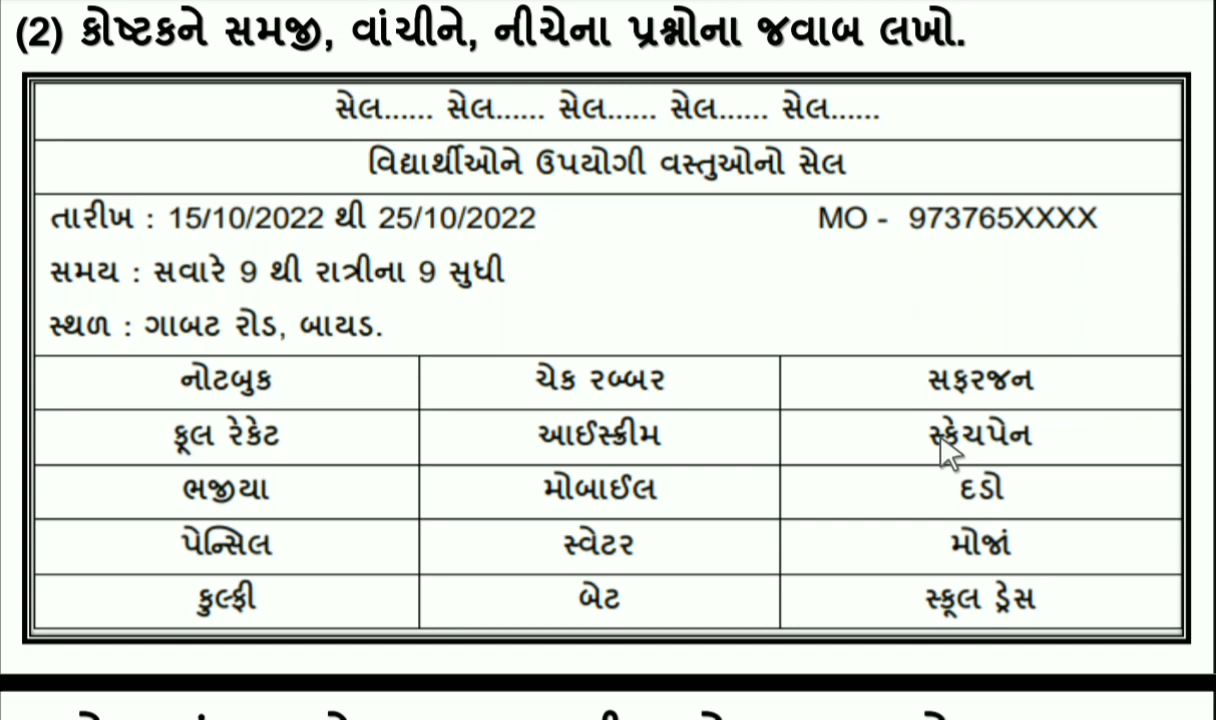 (2) કોષ્ટકને સમજી, વાંચીને, નીચેના પ્રશ્નોના જવાબ લખો.
સેલ...... સેલ...... સેલ...... સેલ...... સેલ......
વિદ્યાર્થીઓને ઉપયોગી વસ્તુઓનો સેલ
તારીખ : 15/10/2022 થી 25/10/2022 MO - 973765XXXX
સમય : સવારે 9 થી રાત્રીના 9 સુધી
સ્થળ : ગાબટ રોડ, બાયડ.
નોટબુક ચેક રબ્બર સફરજન
ફૂલ રેકેટ આઈસ્ક્રીમ સ્કેચપેન
ભજીયા મોબાઈલ દડો
પેન્સિલ સ્વેટર મોજાં
કુલ્ફી બેટ સ્કૂલ ડ્રેસ